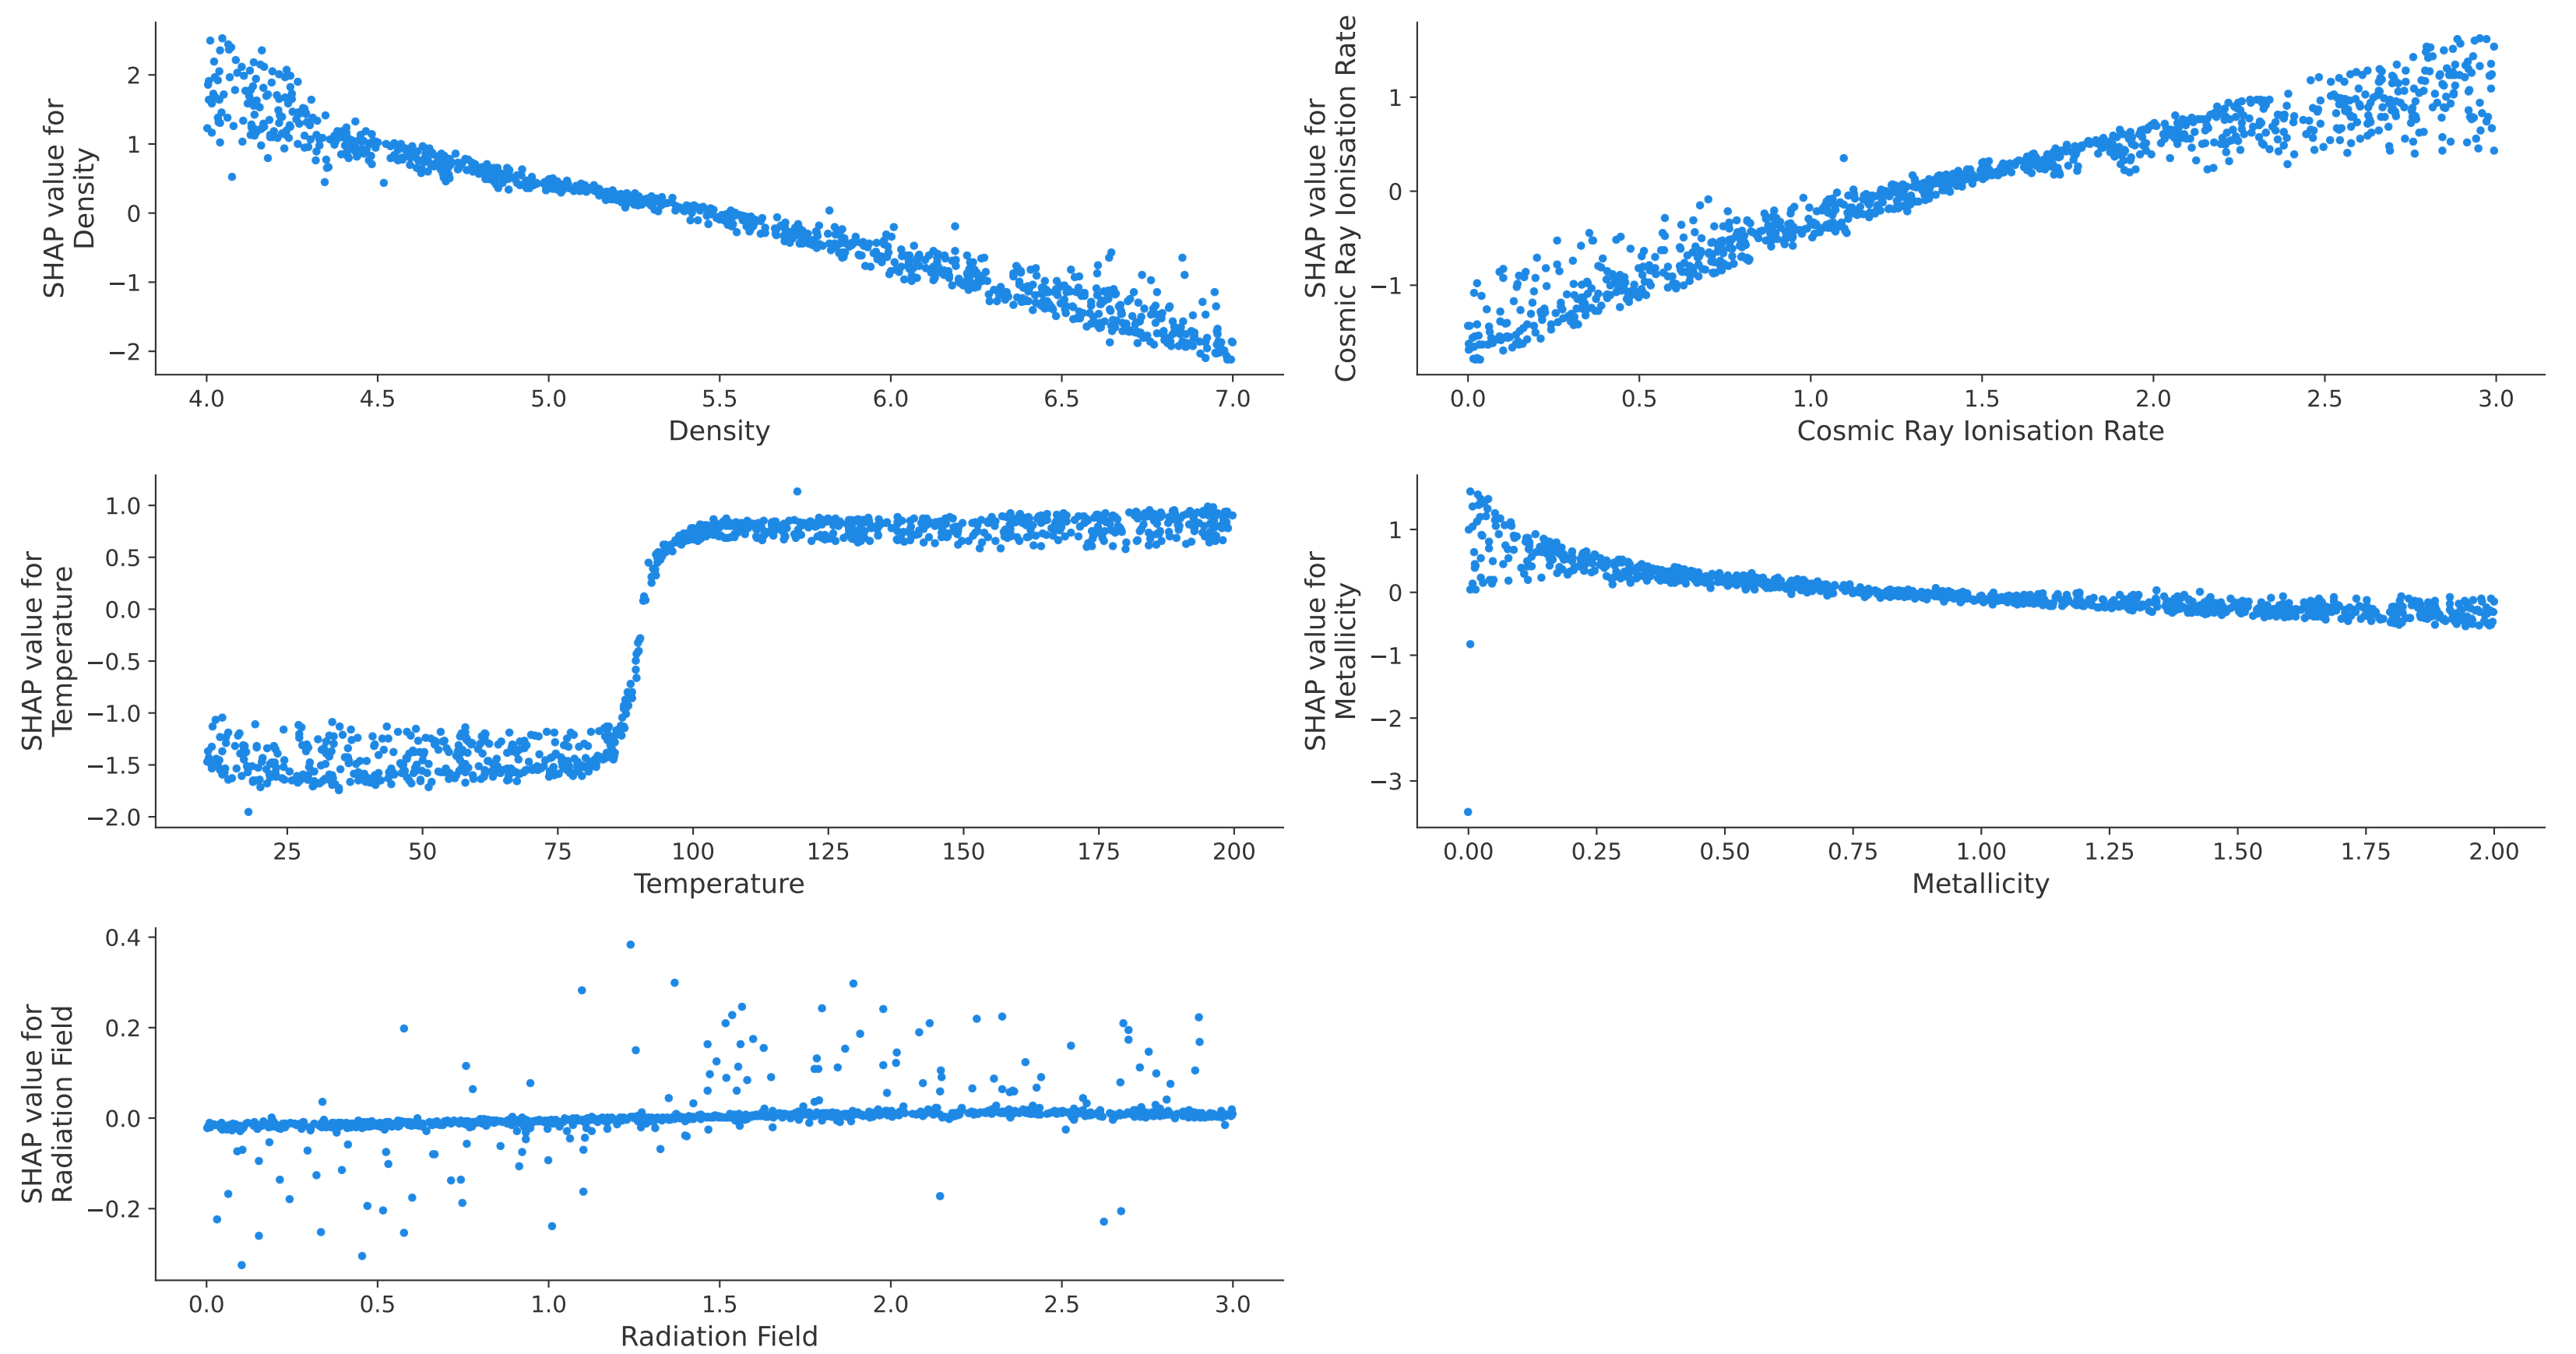 SHAP value for
Density
2
1
0
−1
−2
4.0 4.5 5.0 5.5 6.0 6.5 7.0
Density
SHAP value for
Cosmic Ray Ionisation Rate
1
0
−1
0.0 0.5 1.0 1.5 2.0 2.5 3.0
Cosmic Ray Ionisation Rate
SHAP value for
Temperature
1.0
0.5
0.0
−0.5
−1.0
−1.5
−2.0
25 50 75 100 125 150 175 200
Temperature
SHAP value for
Metallicity
1
0
−1
−2
−3
0.00 0.25 0.50 0.75 1.00 1.25 1.50 1.75 2.00
Metallicity
SHAP value for
Radiation Field
0.4
0.2
0.0
−0.2
0.0 0.5 1.0 1.5 2.0 2.5 3.0
Radiation Field